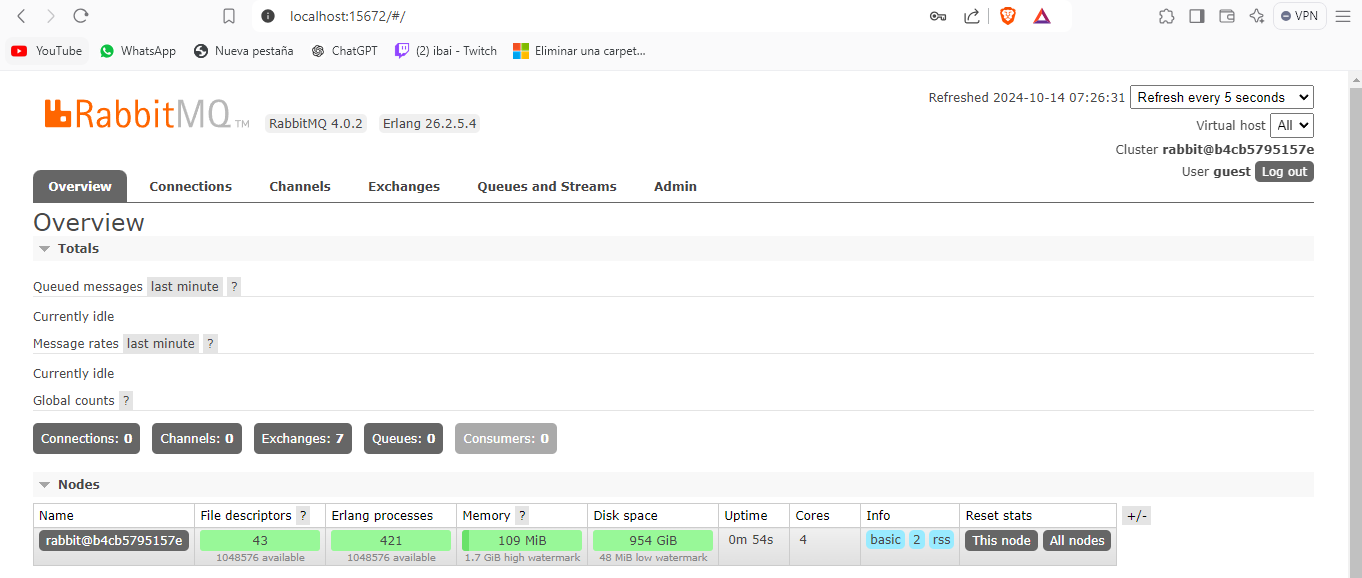 localhost:15672/#/
VPN
YouTube WhatsApp Nueva pestaña ChatGPT (2) ibai - Twitch Eliminar una carpet...
RabbitMQ TM RabbitMQ 4.0.2 Erlang 26.2.5.4
Refreshed 2024-10-14 07:26:31 Refresh every 5 seconds
Virtual host All
Cluster rabbit@b4cb5795157e
User guest Log out
Overview Connections Channels Exchanges Queues and Streams Admin
Overview
Totals
Queued messages last minute ?
Currently idle
Message rates last minute ?
Currently idle
Global counts ?
Connections: 0 Channels: 0 Exchanges: 7 Queues: 0 Consumers: 0
Nodes
Name File descriptors ? Erlang processes Memory ? Disk space Uptime Cores Info Reset stats +/-
rabbit@b4cb5795157e 43 421 109 MiB 954 GiB 0m 54s 4 basic 2 rss This node All nodes
1048576 available 1048576 available 1.7 GiB high watermark 48 MiB low watermark